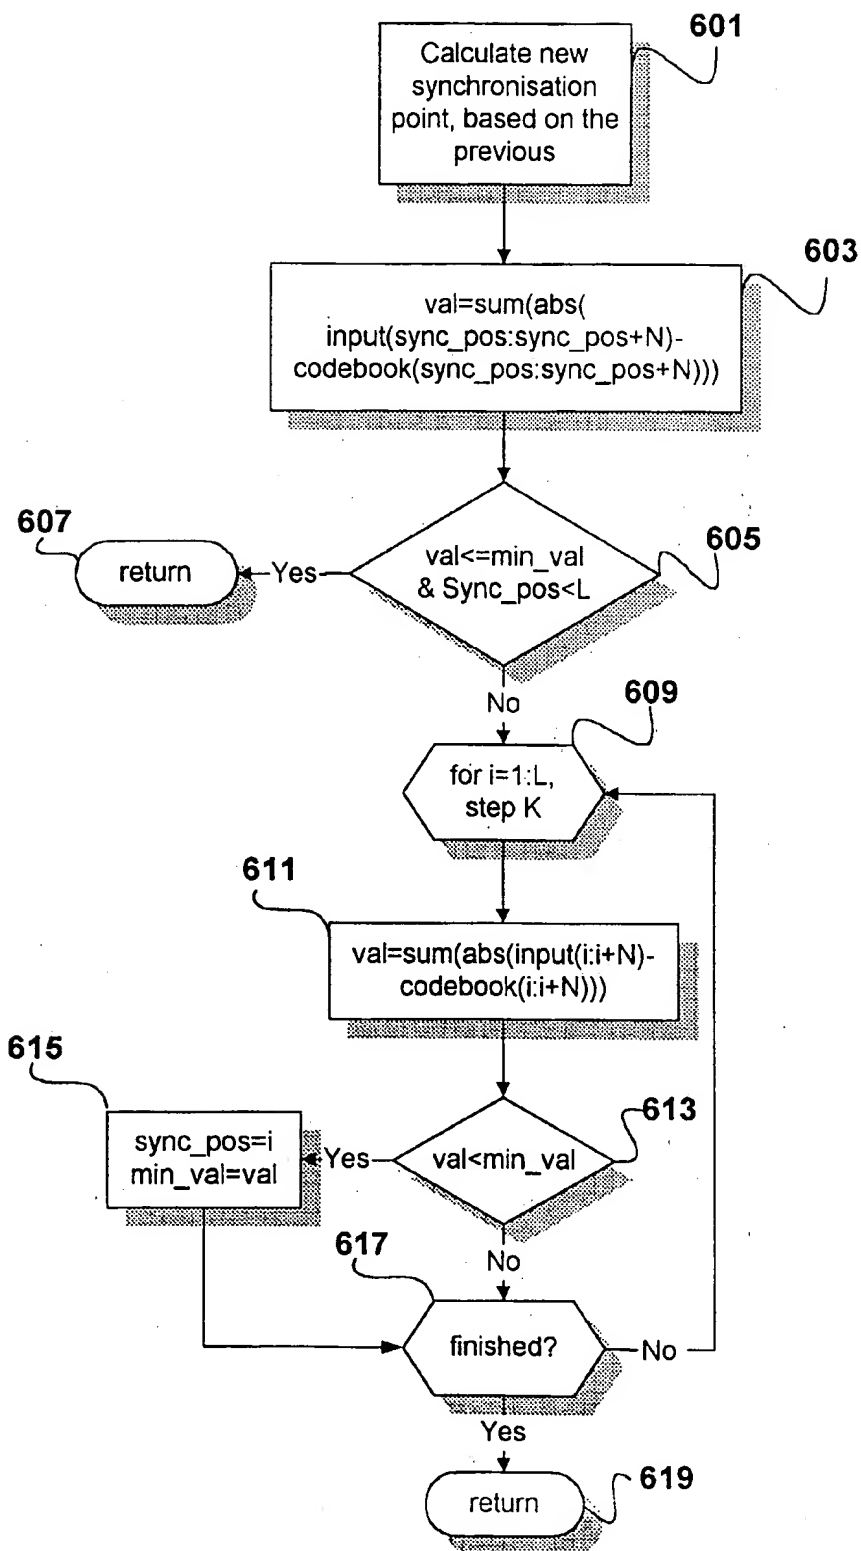 601
Calculate new
synchronisation
point, based on the
previous
603
val=sum(abs(
input(sync_pos:sync_pos+N)-
codebook(sync_pos:sync_pos+N)))
607
return
Yes
val<=min_val
& Sync_pos<L
605
No
609
for i=1:L,
step K
611
val=sum(abs(input(i:i+N)-
codebook(i:i+N)))
615
sync_pos=i
min_val=val
Yes
val<min_val
613
No
617
finished?
No
Yes
return
619